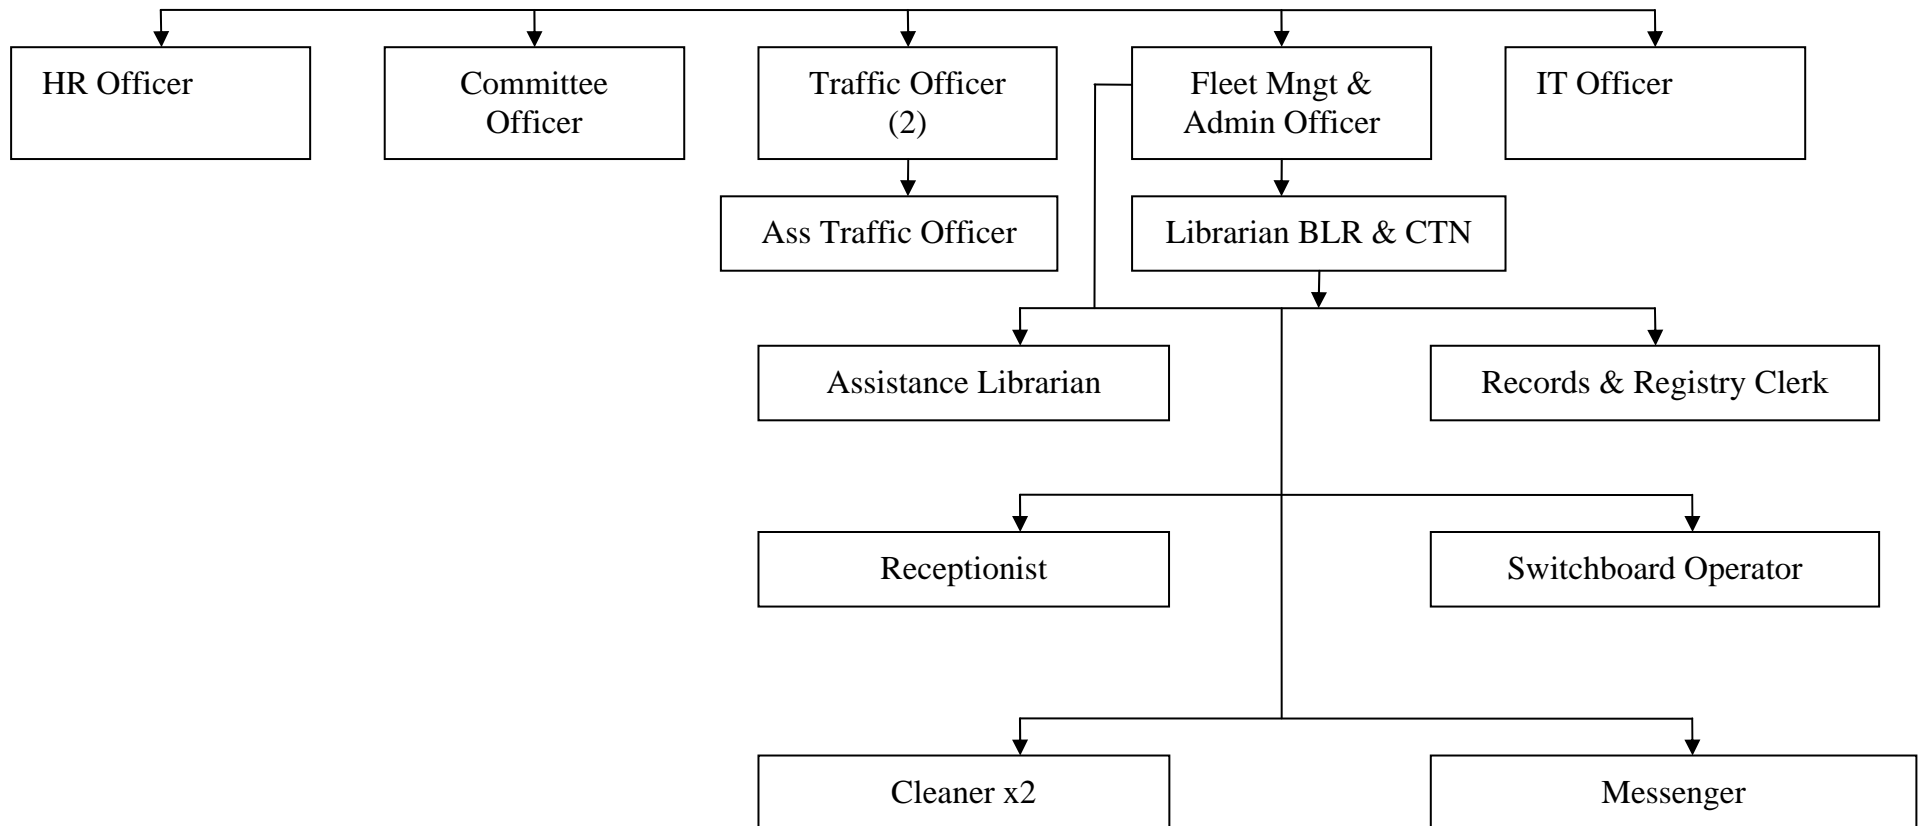 HR Officer
Committee
Officer
Traffic Officer
(2)
Fleet Mngt &
Admin Officer
IT Officer
Ass Traffic Officer
Librarian BLR & CTN
Assistance Librarian
Records & Registry Clerk
Receptionist
Switchboard Operator
Cleaner x2
Messenger